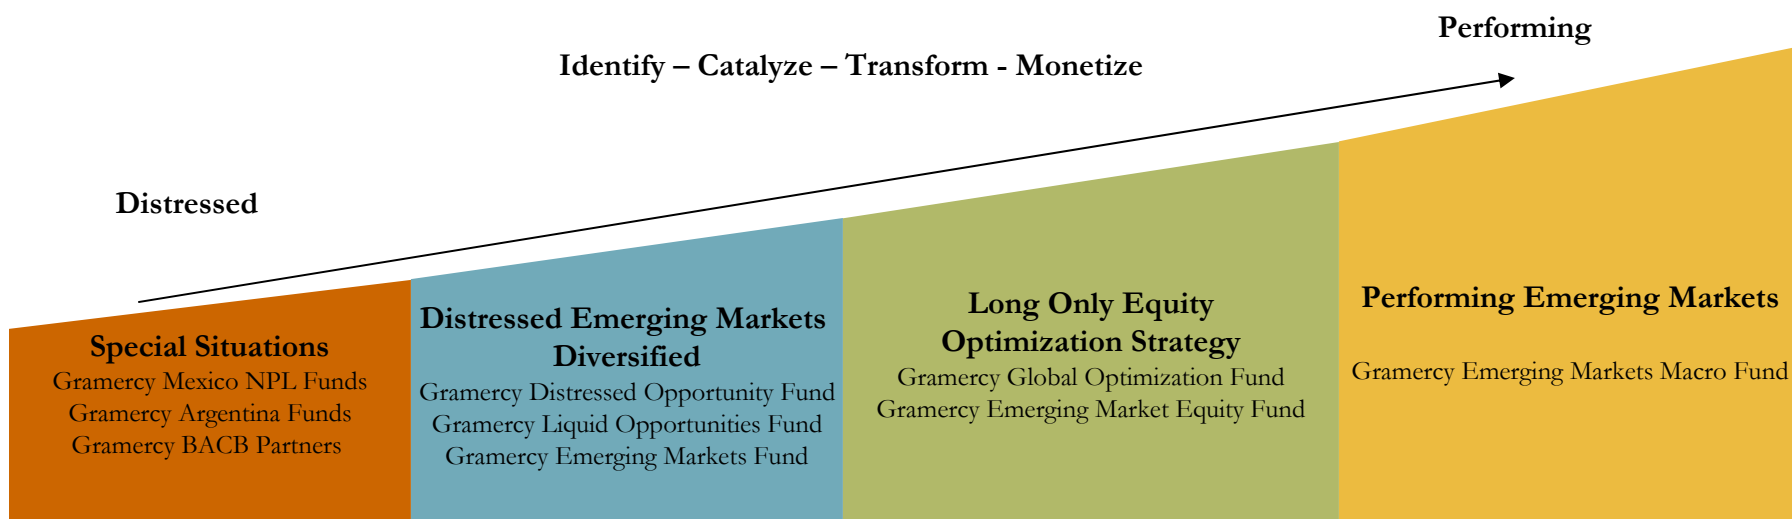 Performing
Identify – Catalyze – Transform - Monetize
Distressed
Special Situations
Gramercy Mexico NPL Funds
Gramercy Argentina Funds
Gramercy BACB Partners
Distressed Emerging Markets
Diversified
Gramercy Distressed Opportunity Fund
Gramercy Liquid Opportunities Fund
Gramercy Emerging Markets Fund
Long Only Equity
Optimization Strategy
Gramercy Global Optimization Fund
Gramercy Emerging Market Equity Fund
Performing Emerging Markets
Gramercy Emerging Markets Macro Fund